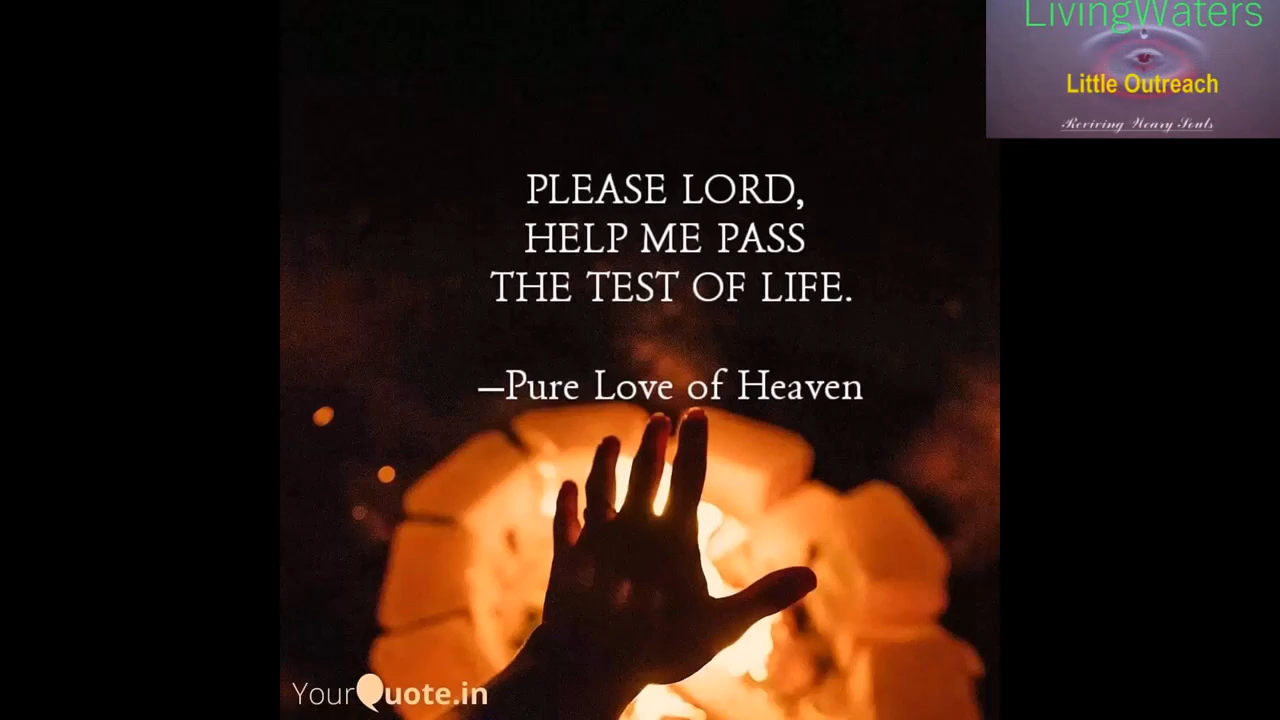 LivingWaters
Little Outreach
Reviving Weary Souls
PLEASE LORD,
HELP ME PASS
THE TEST OF LIFE.
—Pure Love of Heaven
YourQuote.in